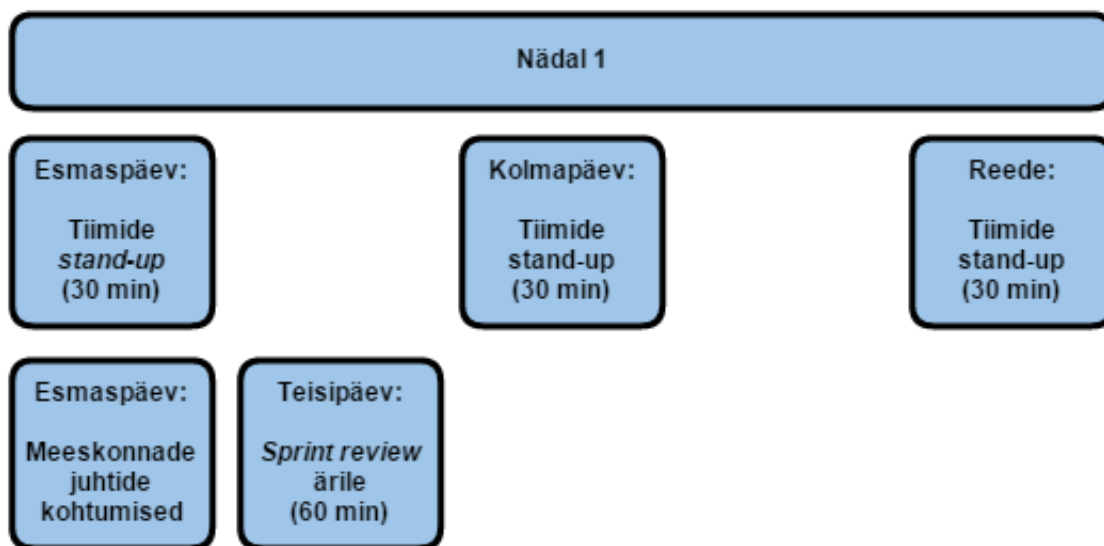 Nädal 1
Esmaspäev:
Tiimide
stand-up
(30 min)
Kolmapäev:
Tiimide
stand-up
(30 min)
Reede:
Tiimide
stand-up
(30 min)
Esmaspäev:
Meeskonnade
juhtide
kohtumised
Teisipäev:
Sprint review
ärile
(60 min)